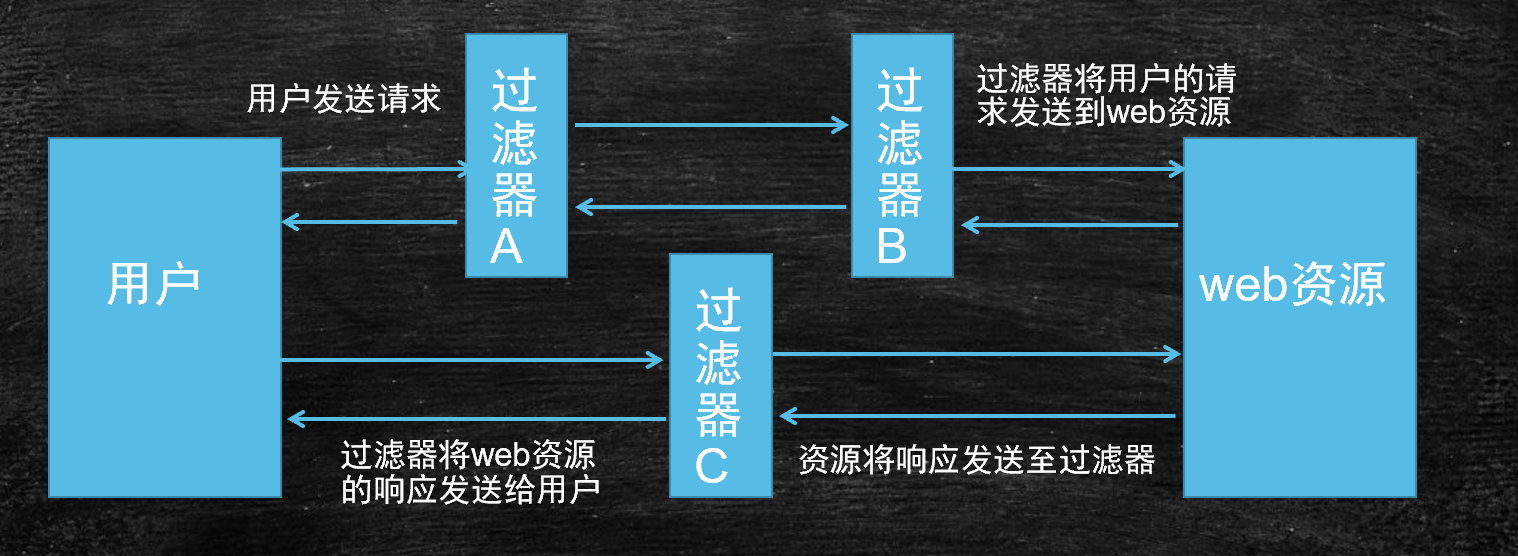 用户发送请求
过滤器A
过滤器B
过滤器将用户的请
求发送到web资源
用户
web资源
过滤器C
过滤器将web资源
的响应发送给用户
资源将响应发送至过滤器